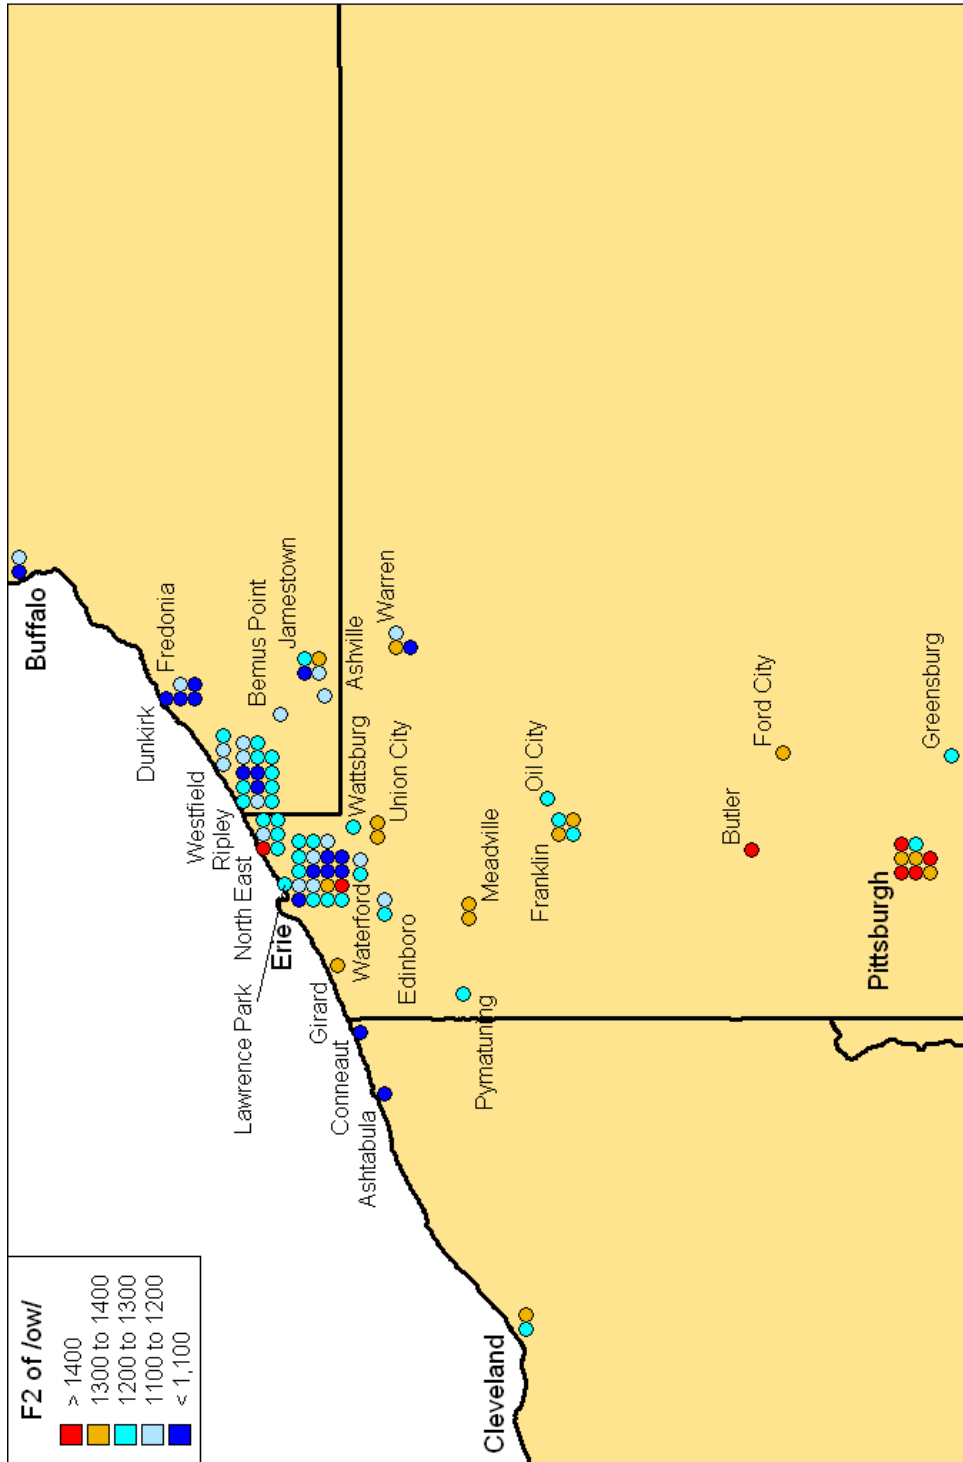 F2 of /ow/
> 1400
1300 to 1400
1200 to 1300
1100 to 1200
< 1,100
Buffalo
Dunkirk
Fredonia
Westfield
Bemus Point
Jamestown
Ripley
Ashville
North East
Lawrence Park
Erie
Wattsburg
Warren
Girard
Waterford
Union City
Conneaut
Edinboro
Ashtabula
Meadville
Pymatuning
Oil City
Franklin
Cleveland
Butler
Ford City
Pittsburgh
Greensburg